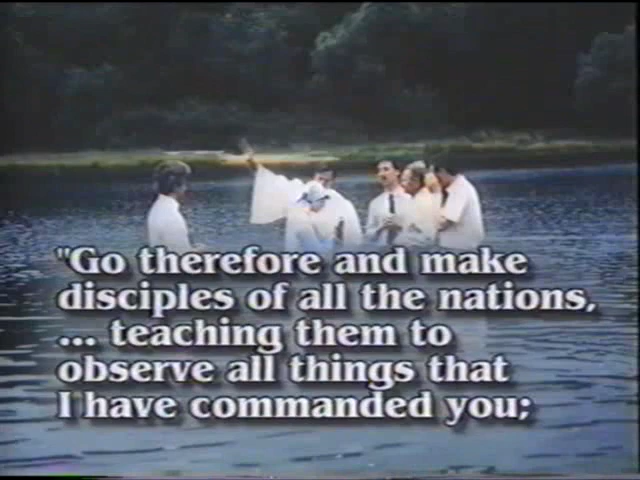 "Go therefore and make
disciples of all the nations,
... teaching them to
observe all things that
I have commanded you;